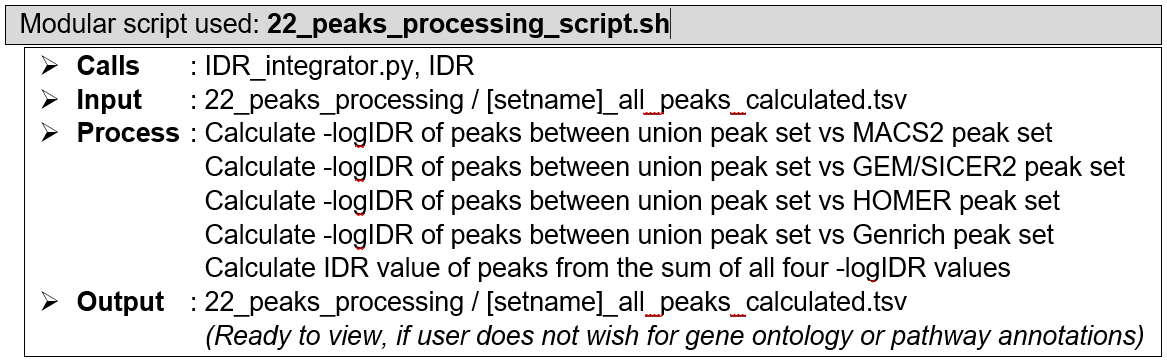 Modular script used: 22_peaks_processing_script.sh
➢ Calls : IDR_integrator.py, IDR
➢ Input : 22_peaks_processing / [setname]_all_peaks_calculated.tsv
➢ Process : Calculate -logIDR of peaks between union peak set vs MACS2 peak set
Calculate -logIDR of peaks between union peak set vs GEM/SICER2 peak set
Calculate -logIDR of peaks between union peak set vs HOMER peak set
Calculate -logIDR of peaks between union peak set vs Genrich peak set
Calculate IDR value of peaks from the sum of all four -logIDR values
➢ Output : 22_peaks_processing / [setname]_all_peaks_calculated.tsv
(Ready to view, if user does not wish for gene ontology or pathway annotations)